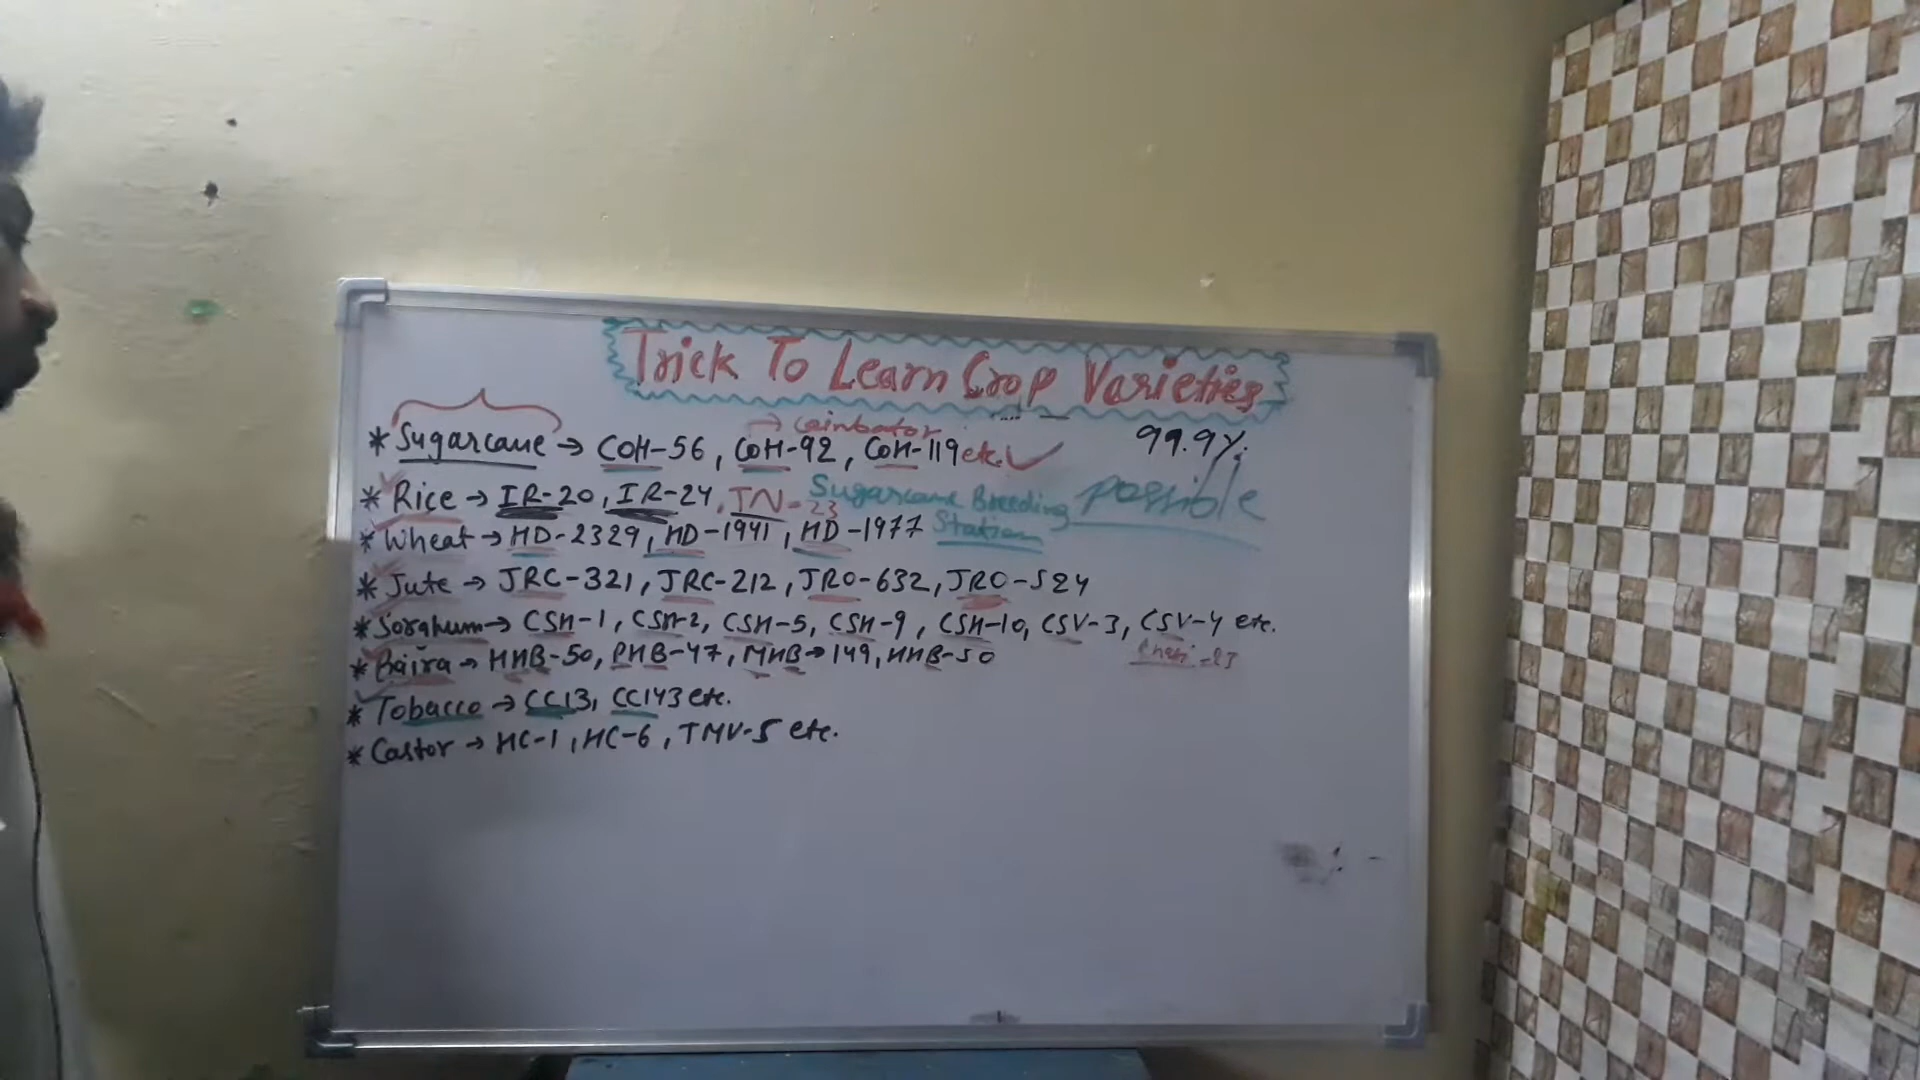 Trick To Learn Crop Varieties
→ Coinbator
* Sugarcane → COH-56, COH-92, COH-119 etc. ✓ 99.9%
* Rice → IR-20, IR-24, TN-23 Sugarcane Breeding Station possible
* Wheat → HD-2329, HD-1941, HD-1977
* Jute → JRC-321, JRC-212, JRO-632, JRO-524
* Sorghum → CSH-1, CSH-2, CSH-5, CSH-9, CSH-10, CSV-3, CSV-4 etc.
* Bajra → HHB-50, PHB-47, MHB → 149, HHB-50
* Tobacco → CC13, CC143 etc.
* Castor → HC-1, HC-6, TMV-5 etc.